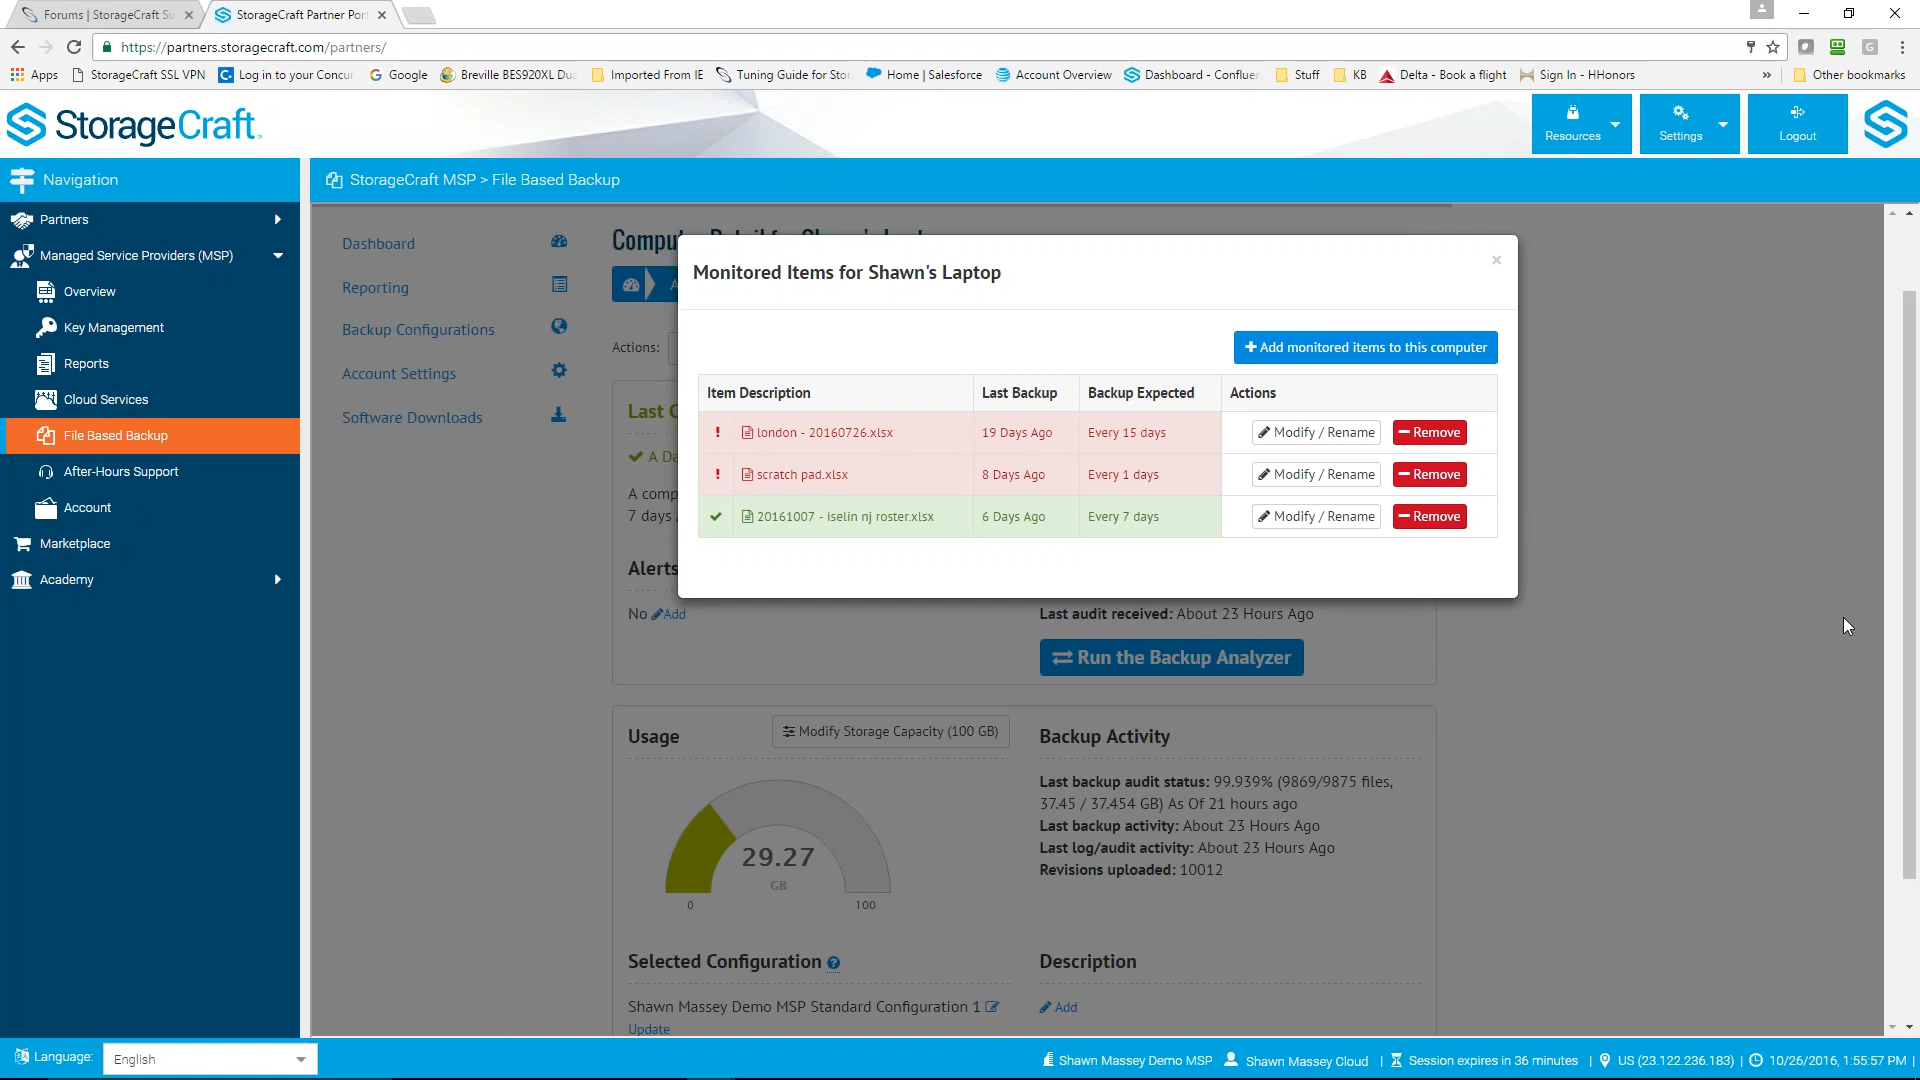 Forums | StorageCraft Su
StorageCraft Partner Port
https://partners.storagecraft.com/partners/
Apps
StorageCraft SSL VPN
Log in to your Concur
Google
Breville BES920XL Dua
Imported From IE
Tuning Guide for Stor
Home | Salesforce
Account Overview
Dashboard - Confluen
Stuff
KB
Delta - Book a flight
Sign In - HHonors
»
Other bookmarks
StorageCraft
Resources
Settings
Logout
Navigation
StorageCraft MSP > File Based Backup
Partners
Managed Service Providers (MSP)
Overview
Key Management
Reports
Cloud Services
File Based Backup
After-Hours Support
Account
Marketplace
Academy
Dashboard
Reporting
Backup Configurations
Account Settings
Software Downloads
Actions:
Monitored Items for Shawn's Laptop
×
+ Add monitored items to this computer
Item Description Last Backup Backup Expected Actions
! london - 20160726.xlsx 19 Days Ago Every 15 days Modify / Rename Remove
! scratch pad.xlsx 8 Days Ago Every 1 days Modify / Rename Remove
20161007 - iselin nj roster.xlsx 6 Days Ago Every 7 days Modify / Rename Remove
A comp
7 days
Alerts
No Add
Last audit received: About 23 Hours Ago
Run the Backup Analyzer
Usage
Modify Storage Capacity (100 GB)
29.27
GB
0 100
Backup Activity
Last backup audit status: 99.939% (9869/9875 files,
37.45 / 37.454 GB) As Of 21 hours ago
Last backup activity: About 23 Hours Ago
Last log/audit activity: About 23 Hours Ago
Revisions uploaded: 10012
Selected Configuration ?
Shawn Massey Demo MSP Standard Configuration 1
Update
Description
Add
Language: English
Shawn Massey Demo MSP
Shawn Massey Cloud
| Session expires in 36 minutes
| US (23.122.236.183)
| 10/26/2016, 1:55:57 PM |